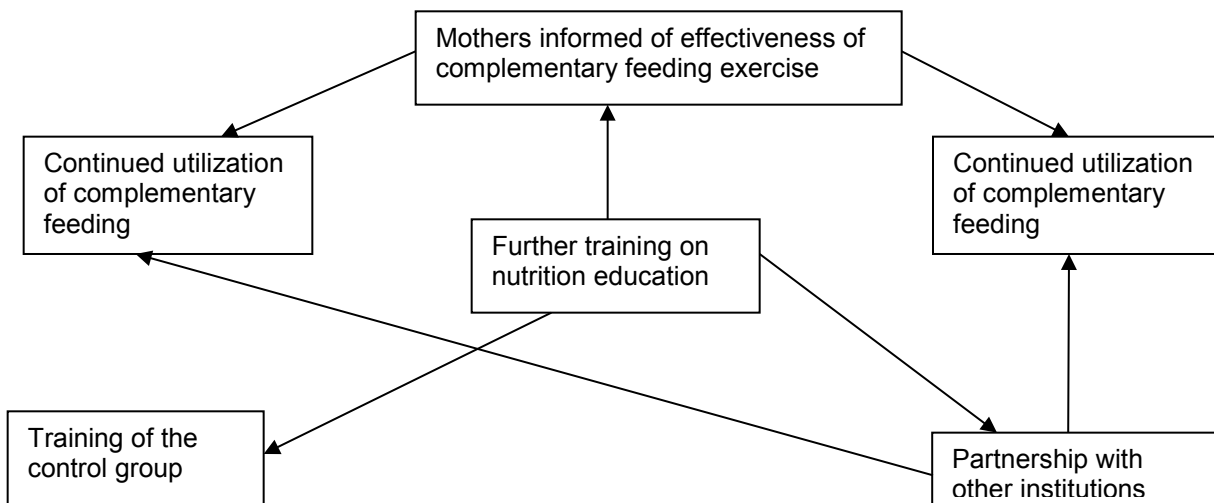 Mothers informed of effectiveness of
complementary feeding exercise
Continued utilization
of complementary
feeding
Continued utilization
of complementary
feeding
Further training on
nutrition education
Training of the
control group
Partnership with
other institutions